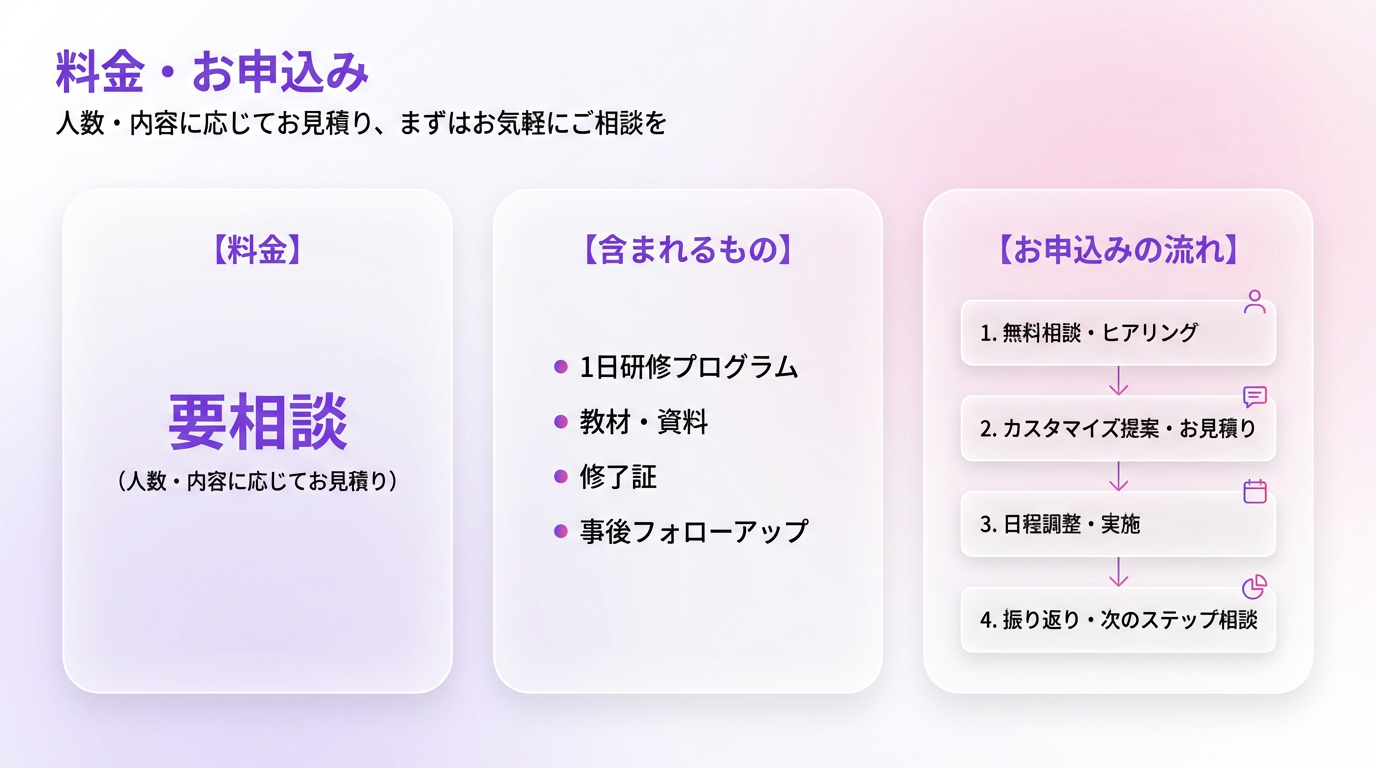 料金・お申込み
人数・内容に応じてお見積り、まずはお気軽にご相談を
【料金】
要相談
（人数・内容に応じてお見積り）
【含まれるもの】
1日研修プログラム
教材・資料
修了証
事後フォローアップ
【お申込みの流れ】
1. 無料相談・ヒアリング
2. カスタマイズ提案・お見積り
3. 日程調整・実施
4. 振り返り・次のステップ相談